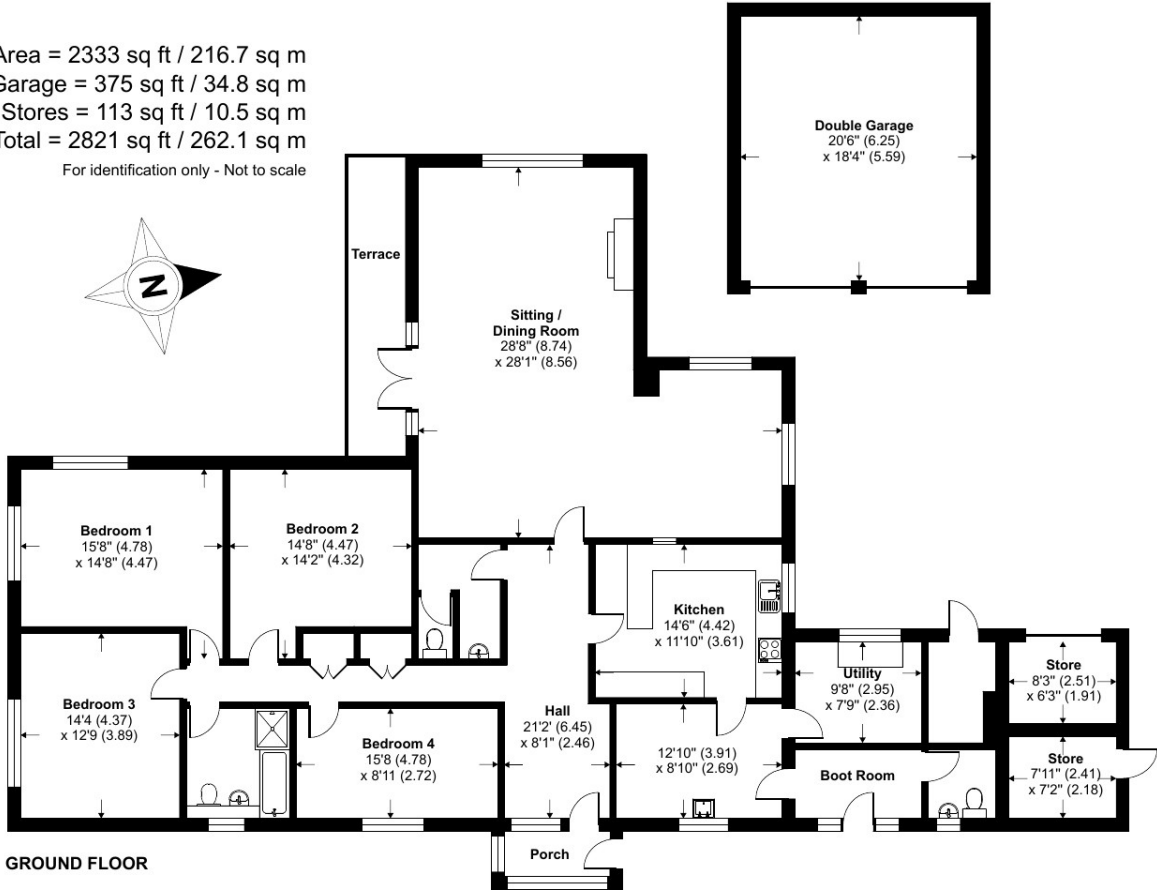 Area = 2333 sq ft / 216.7 sq m
Garage = 375 sq ft / 34.8 sq m
Stores = 113 sq ft / 10.5 sq m
Total = 2821 sq ft / 262.1 sq m
For identification only - Not to scale
N
Double Garage
20'6" (6.25)
x 18'4" (5.59)
Terrace
Sitting /
Dining Room
28'8" (8.74)
x 28'1" (8.56)
Bedroom 1
15'8" (4.78)
x 14'8" (4.47)
Bedroom 2
14'8" (4.47)
x 14'2" (4.32)
Kitchen
14'6" (4.42)
x 11'10" (3.61)
Utility
9'8" (2.95)
x 7'9" (2.36)
Store
8'3" (2.51)
x 6'3" (1.91)
Bedroom 3
14'4 (4.37)
x 12'9 (3.89)
Bedroom 4
15'8 (4.78)
x 8'11 (2.72)
Hall
21'2' (6.45)
x 8'1" (2.46)
12'10" (3.91)
x 8'10" (2.69)
Boot Room
Store
7'11" (2.41)
x 7'2" (2.18)
Porch
GROUND FLOOR